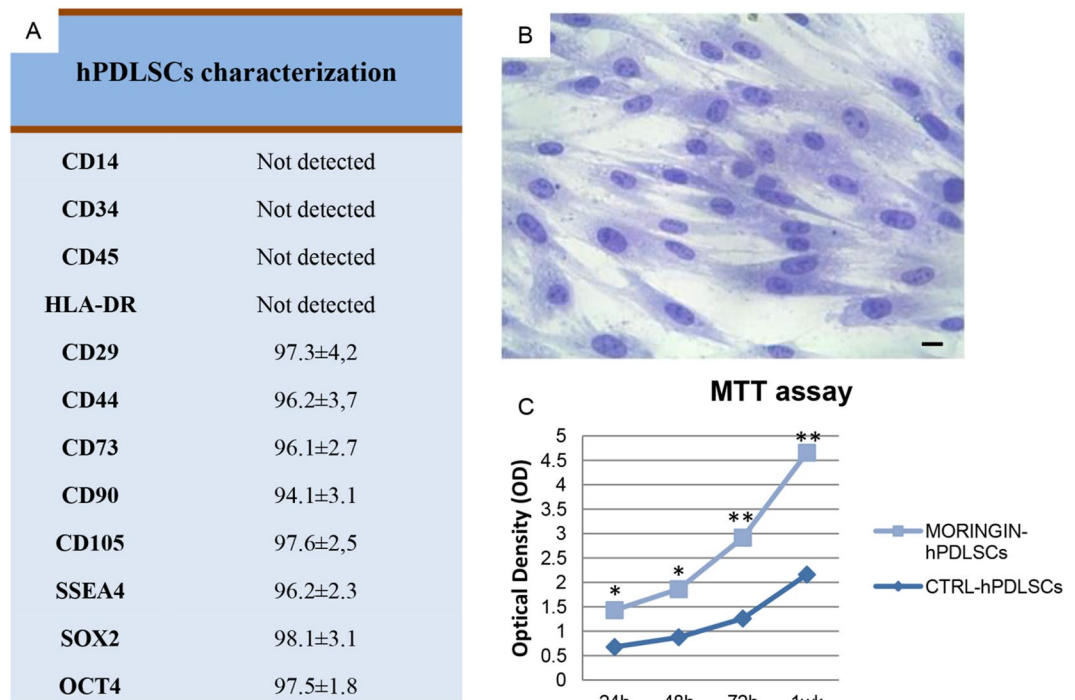 A
hPDLSCs characterization
CD14 Not detected
CD34 Not detected
CD45 Not detected
HLA-DR Not detected
CD29 97.3±4,2
CD44 96.2±3,7
CD73 96.1±2.7
CD90 94.1±3.1
CD105 97.6±2,5
SSEA4 96.2±2.3
SOX2 98.1±3.1
OCT4 97.5±1.8
B
MTT assay
C
Optical Density (OD)
5
4.5
4
3.5
3
2.5
2
1.5
1
0.5
0
* * ** **
24h 48h 72h 1wk
MORINGIN-
hPDLSCs
CTRL-hPDLSCs